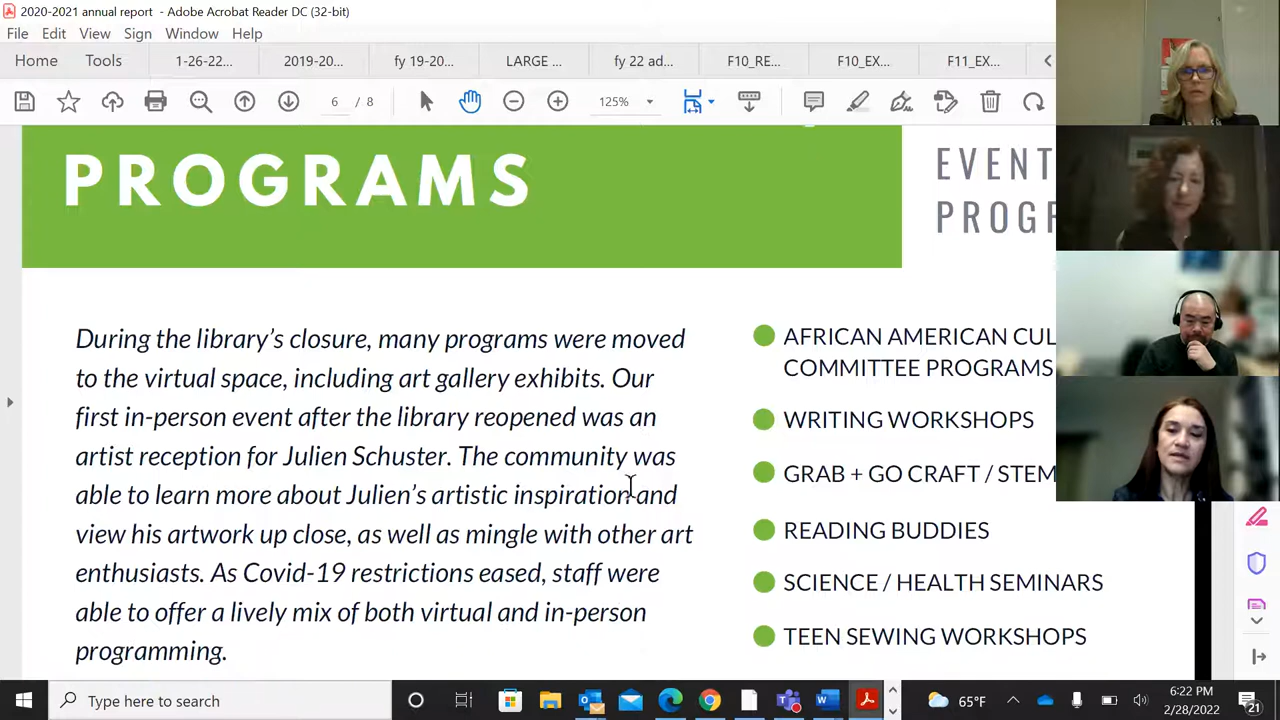 2020-2021 annual report - Adobe Acrobat Reader DC (32-bit)
File Edit View Sign Window Help
Home Tools 1-26-22... 2019-20... fy 19-20... LARGE ... fy 22 ad... F10_RE... F10_EX... F11_EX...
6 / 8 125%
PROGRAMS
EVENT
PROGR
During the library's closure, many programs were moved
to the virtual space, including art gallery exhibits. Our
first in-person event after the library reopened was an
artist reception for Julien Schuster. The community was
able to learn more about Julien's artistic inspiration and
view his artwork up close, as well as mingle with other art
enthusiasts. As Covid-19 restrictions eased, staff were
able to offer a lively mix of both virtual and in-person
programming.
AFRICAN AMERICAN CUL
COMMITTEE PROGRAMS
WRITING WORKSHOPS
GRAB + GO CRAFT / STEM
READING BUDDIES
SCIENCE / HEALTH SEMINARS
TEEN SEWING WORKSHOPS
Type here to search
65°F
6:22 PM
2/28/2022
21